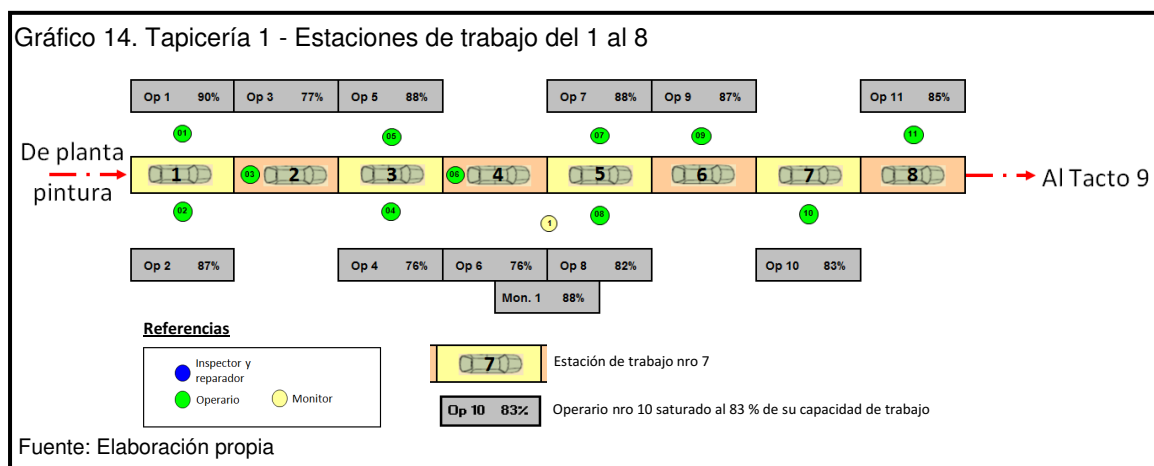 Gráfico 14. Tapicería 1 - Estaciones de trabajo del 1 al 8
Op 1 90% Op 3 77% Op 5 88% Op 7 88% Op 9 87% Op 11 85%
01 05 07 09 11
De planta
pintura
1 03 2 3 06 4 5 6 7 8
Al Tacto 9
02 04 1 08 10
Op 2 87% Op 4 76% Op 6 76% Op 8 82% Op 10 83%
Mon. 1 88%
Referencias
Inspector y
reparador
Operario Monitor
7 Estación de trabajo nro 7
Op 10 83% Operario nro 10 saturado al 83 % de su capacidad de trabajo
Fuente: Elaboración propia